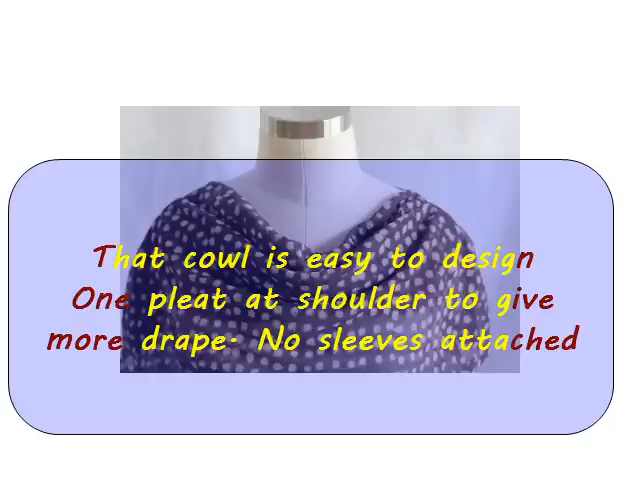 That cowl is easy to design
One pleat at shoulder to give
more drape. No sleeves attached